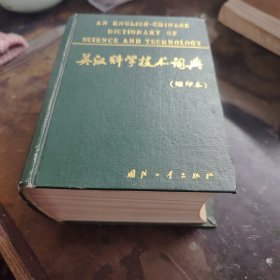 AN ENGLISH-CHINESE
DICTIONARY OF
SCIENCE AND TECHNOLOGY
英汉科学技术词典
(缩印本)
国防工业出版社